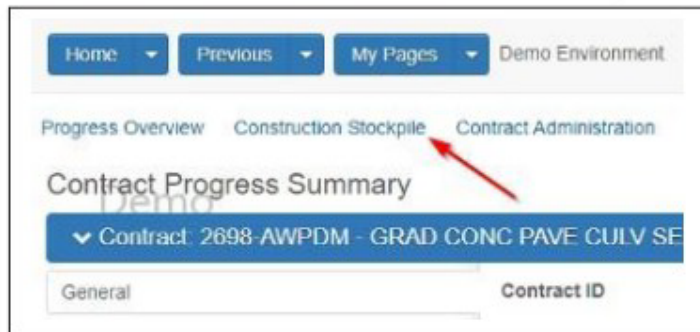 Home Previous My Pages Demo Environment
Progress Overview Construction Stockpile Contract Administration
Contract Progress Summary
Demo
Contract: 2698-AWPDM - GRAD CONC PAVE CULV SE
General Contract ID